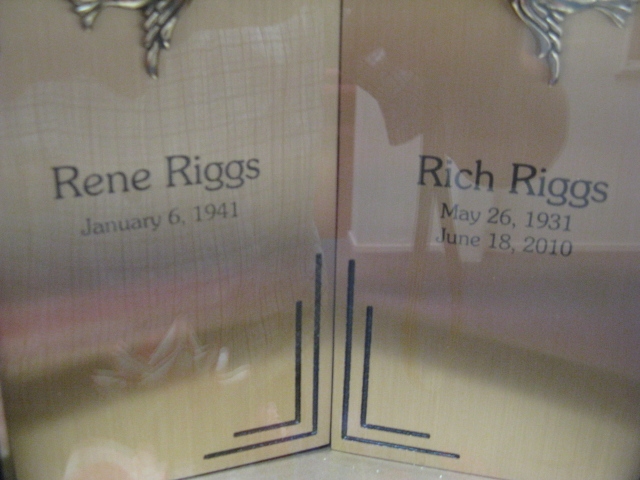 Rene Riggs
January 6, 1941
Rich Riggs
May 26, 1931
June 18, 2010